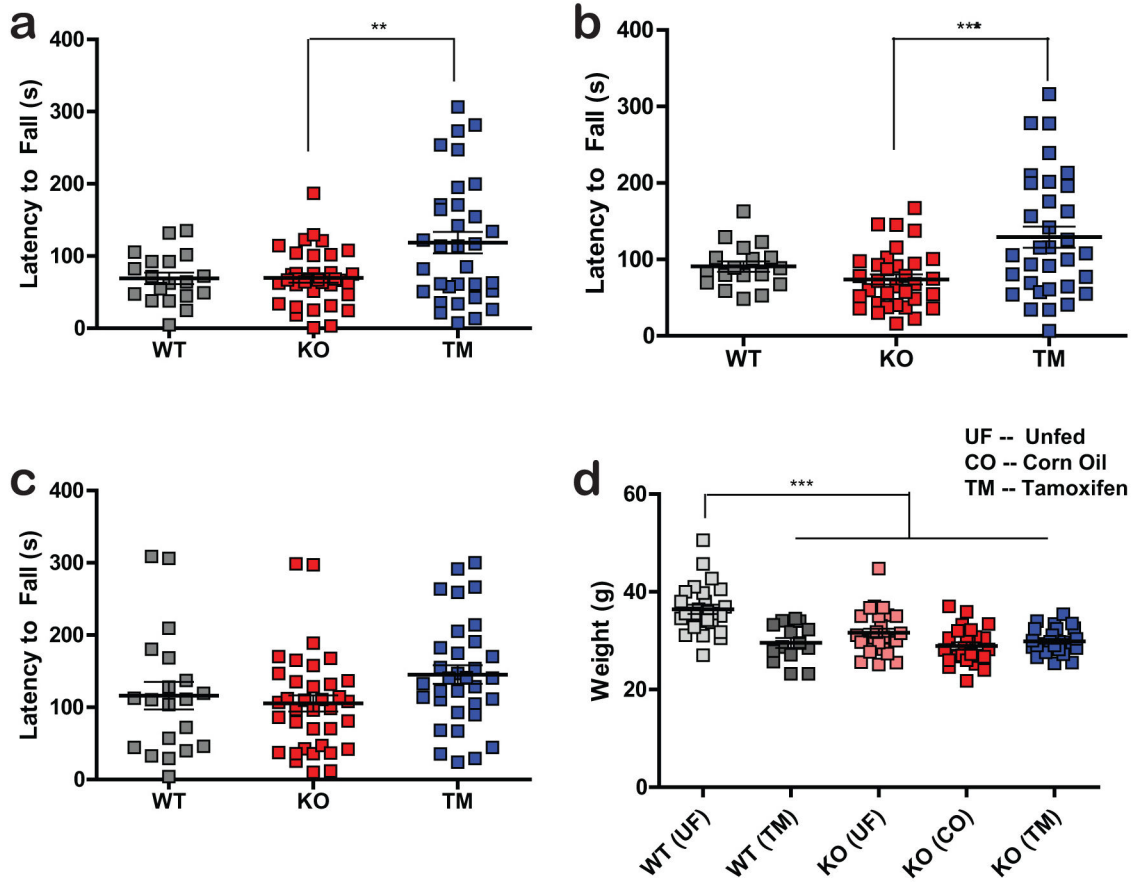 a
**
Latency to Fall (s)
400
300
200
100
0
WT KO TM
b
***
Latency to Fall (s)
400
300
200
100
0
WT KO TM
c
Latency to Fall (s)
400
300
200
100
0
WT KO TM
UF -- Unfed
CO -- Corn Oil
TM -- Tamoxifen
d
***
Weight (g)
60
40
20
0
WT (UF) WT (TM) KO (UF) KO (CO) KO (TM)